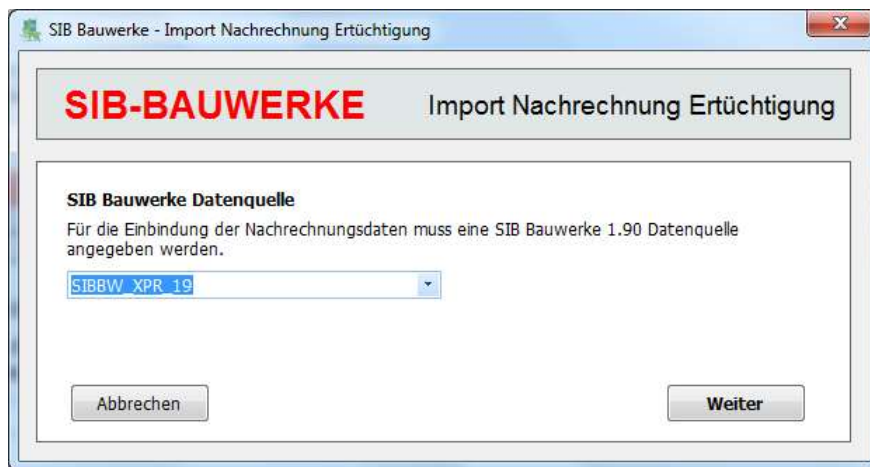 SIB Bauwerke - Import Nachrechnung Ertüchtigung
SIB-BAUWERKE Import Nachrechnung Ertüchtigung
SIB Bauwerke Datenquelle
Für die Einbindung der Nachrechnungsdaten muss eine SIB Bauwerke 1.90 Datenquelle
angegeben werden.
SIBBW_XPR_19
Abbrechen Weiter